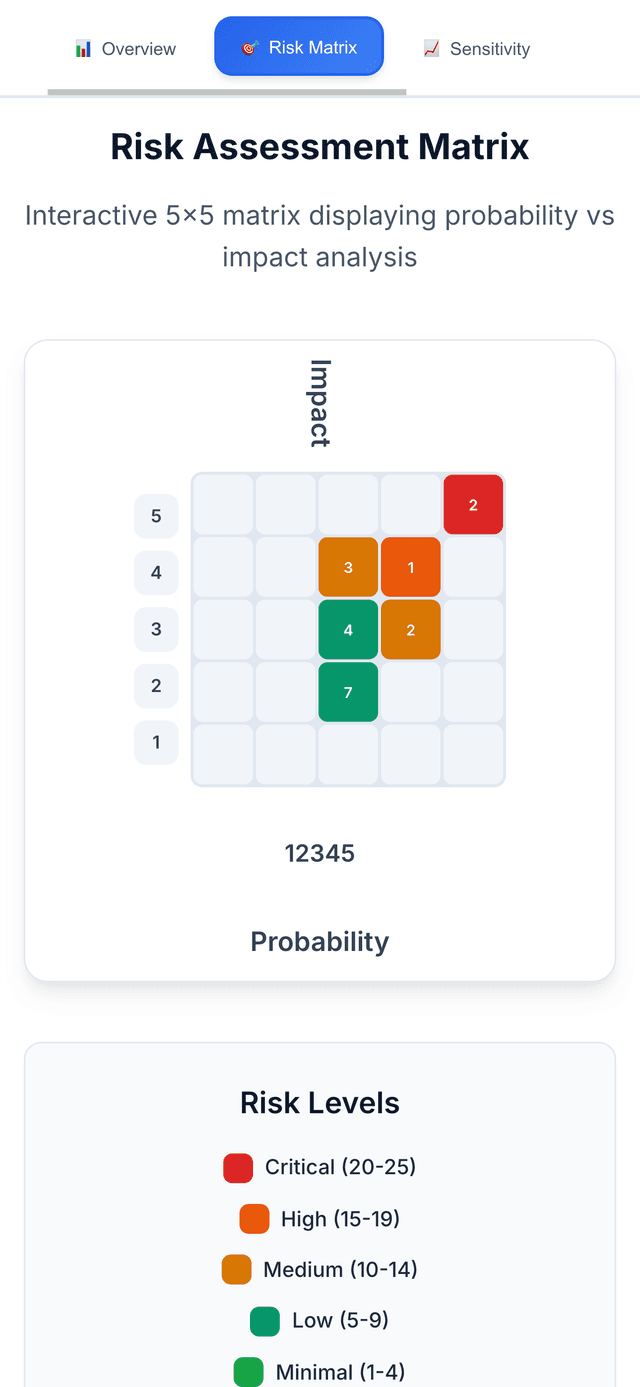 Overview
Risk Matrix
Sensitivity
Risk Assessment Matrix
Interactive 5×5 matrix displaying probability vs
impact analysis
Impact
5
2
4
3
1
3
4
2
2
7
1
12345
Probability
Risk Levels
Critical (20-25)
High (15-19)
Medium (10-14)
Low (5-9)
Minimal (1-4)